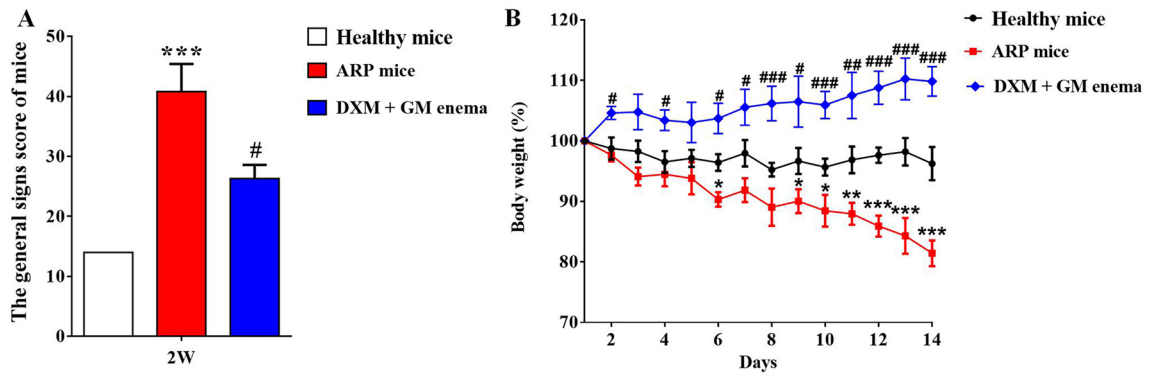 A
The general signs score of mice
50
40
30
20
10
0
***
#
2W
Healthy mice
ARP mice
DXM + GM enema
B
Body weight (%)
120
110
100
90
80
70
# # # # ### # ### ## ### ### ###
* * * ** *** *** ***
2 4 6 8 10 12 14
Days
Healthy mice
ARP mice
DXM + GM enema